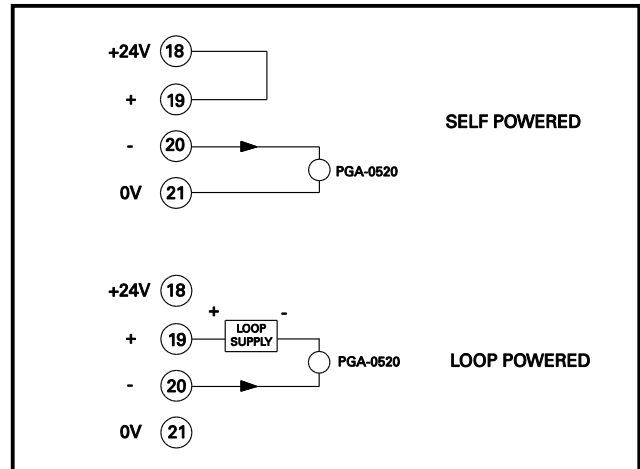 +24V 18
+ 19
SELF POWERED
- 20
PGA-0520
0V 21
+24V 18
+ -
+ 19 LOOP
SUPPLY
PGA-0520 LOOP POWERED
- 20
0V 21